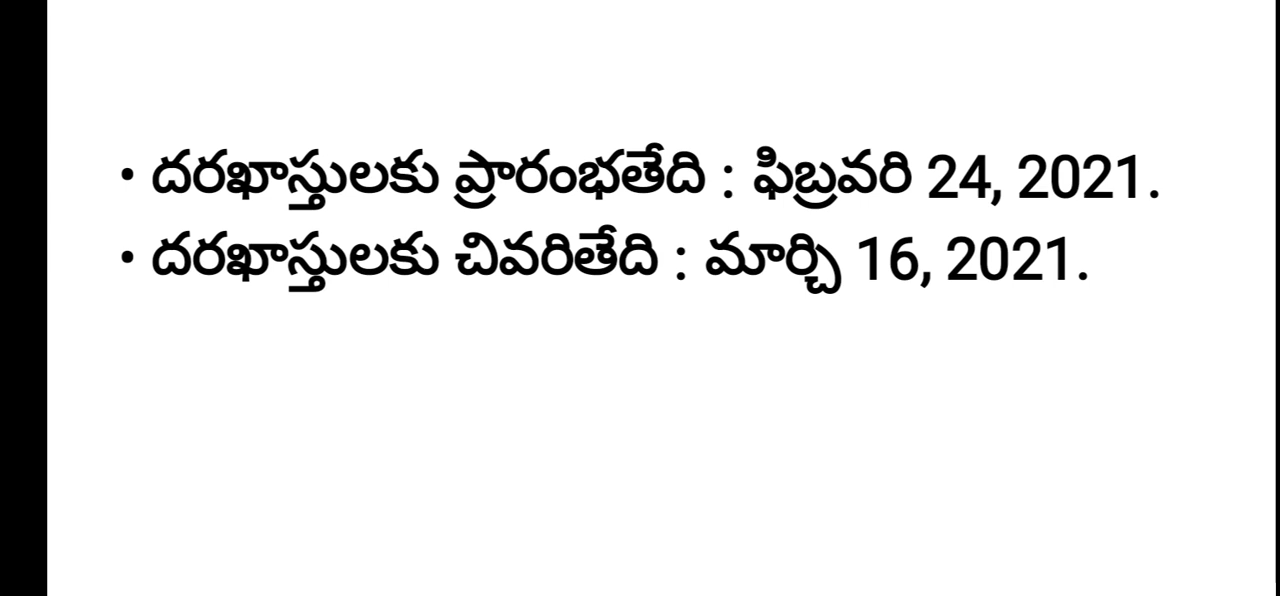 • దరఖాస్తులకు ప్రారంభతేది : ఫిబ్రవరి 24, 2021.
• దరఖాస్తులకు చివరితేది : మార్చి 16, 2021.